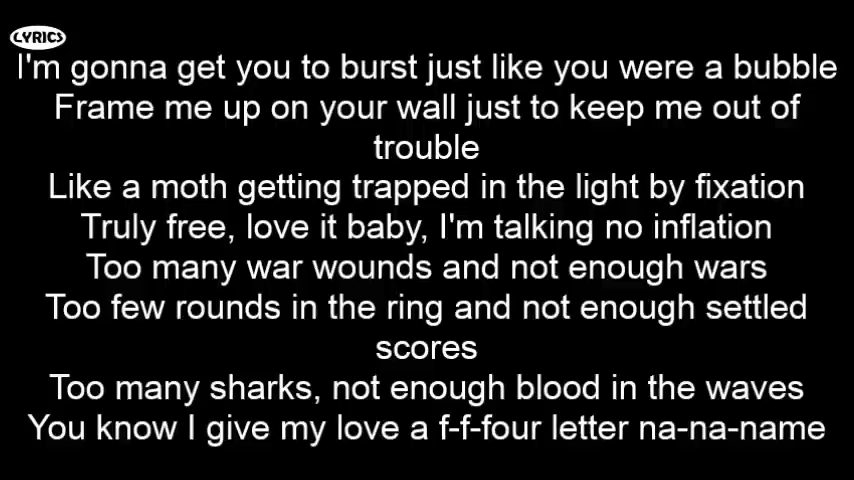 LYRICS
I'm gonna get you to burst just like you were a bubble
Frame me up on your wall just to keep me out of
trouble
Like a moth getting trapped in the light by fixation
Truly free, love it baby, I'm talking no inflation
Too many war wounds and not enough wars
Too few rounds in the ring and not enough settled
scores
Too many sharks, not enough blood in the waves
You know I give my love a f-f-four letter na-na-name